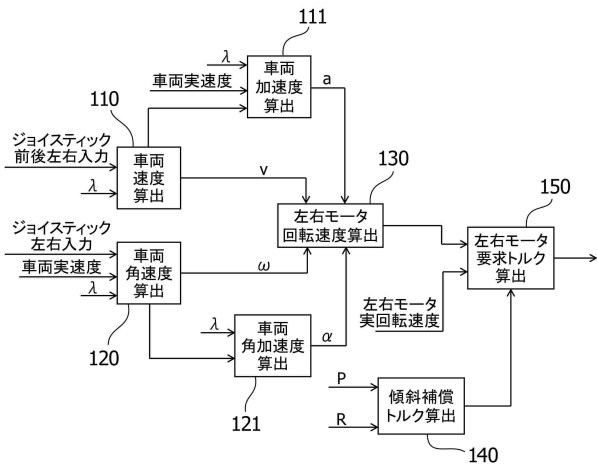 111
λ
車両実速度
車両
加速度
算出
a
110
ジョイスティック
前後左右入力
λ
車両
速度
算出
v
130
左右モータ
回転速度算出
150
左右モータ
要求トルク
算出
ジョイスティック
左右入力
車両実速度
λ
車両
角速度
算出
ω
120
λ
車両
角加速度
算出
α
121
左右モータ
実回転速度
P
R
傾斜補償
トルク算出
140